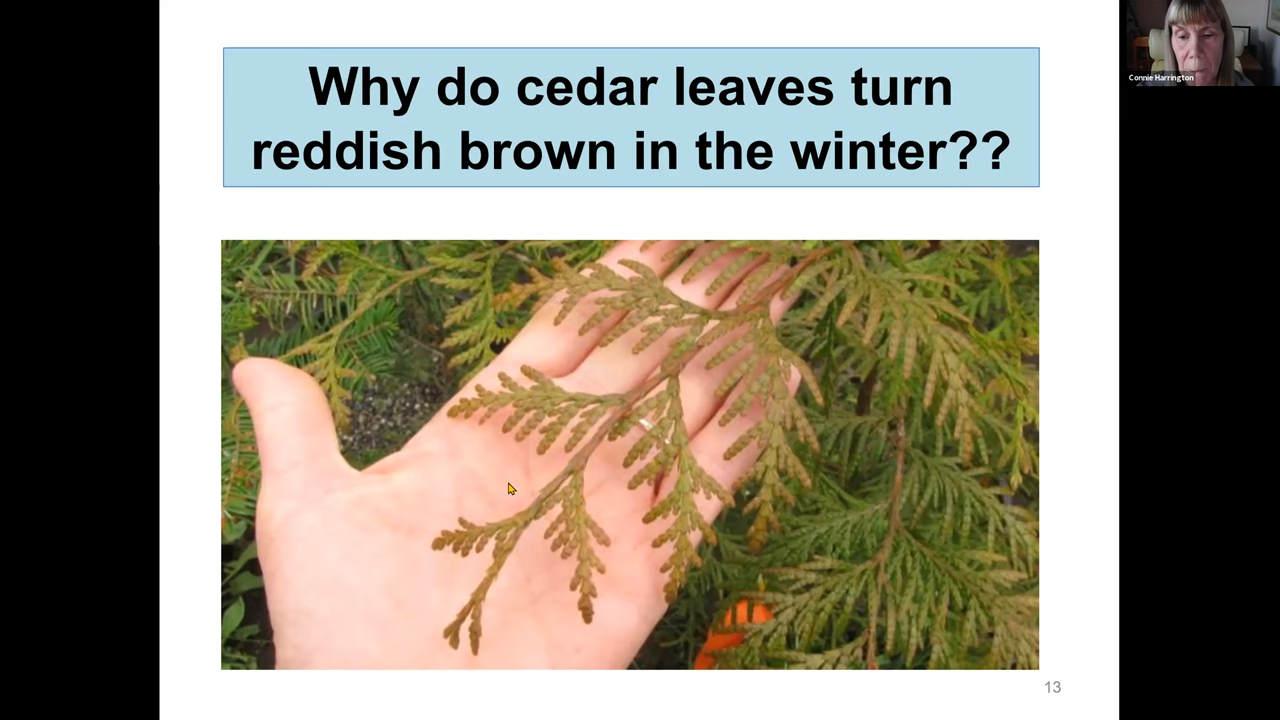 Why do cedar leaves turn
reddish brown in the winter??
Connie Harrington
13